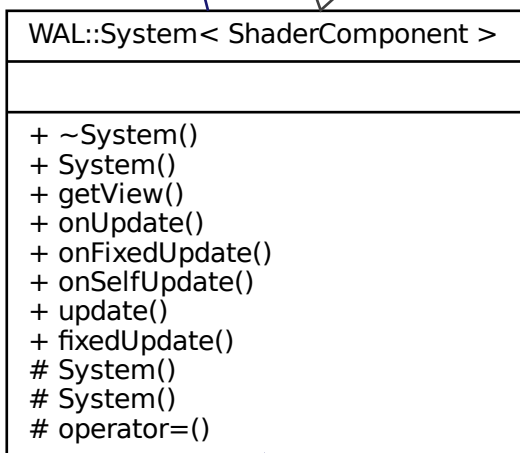 WAL::System< ShaderComponent >
+ ~System()
+ System()
+ getView()
+ onUpdate()
+ onFixedUpdate()
+ onSelfUpdate()
+ update()
+ fixedUpdate()
# System()
# System()
# operator=()